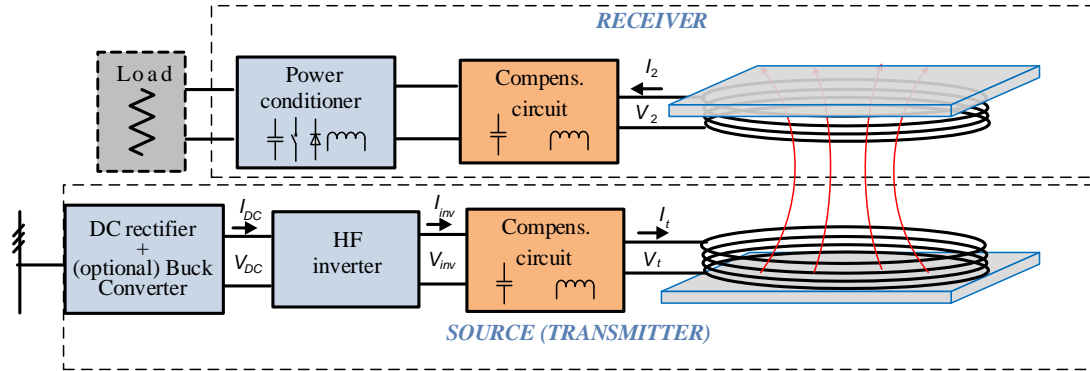 RECEIVER
Load
Power
conditioner
Compens.
circuit
I2
V2
DC rectifier
+
(optional) Buck
Converter
IDC
VDC
HF
inverter
Iinv
Vinv
Compens.
circuit
It
Vt
SOURCE (TRANSMITTER)